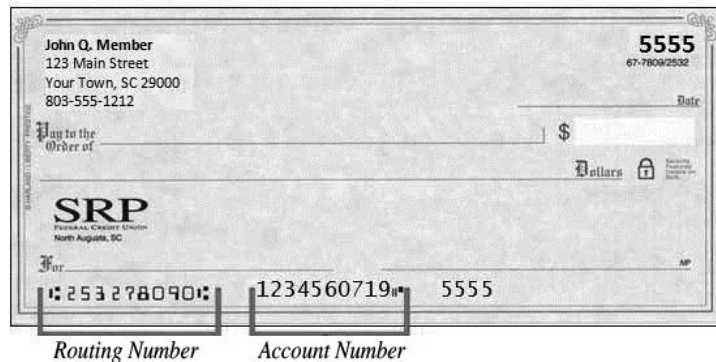 John Q. Member
123 Main Street
Your Town, SC 29000
803-555-1212
5555
67-7809/2532
Date
Pay to the
Order of
$
Dollars
SRP
FEDERAL CREDIT UNION
North Augusta, SC
For
MP
⑆253278090⑆ 1234560719⑈ 5555
Routing Number Account Number